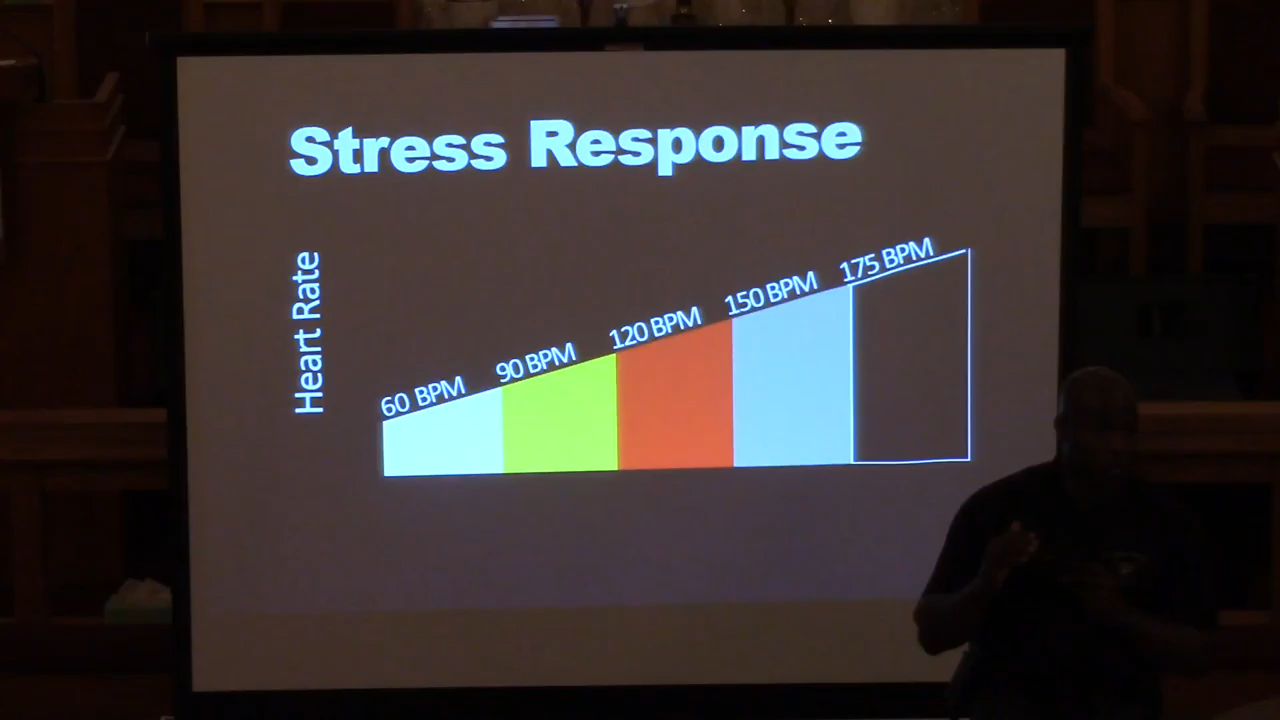 Stress Response
Heart Rate
60 BPM
90 BPM
120 BPM
150 BPM
175 BPM